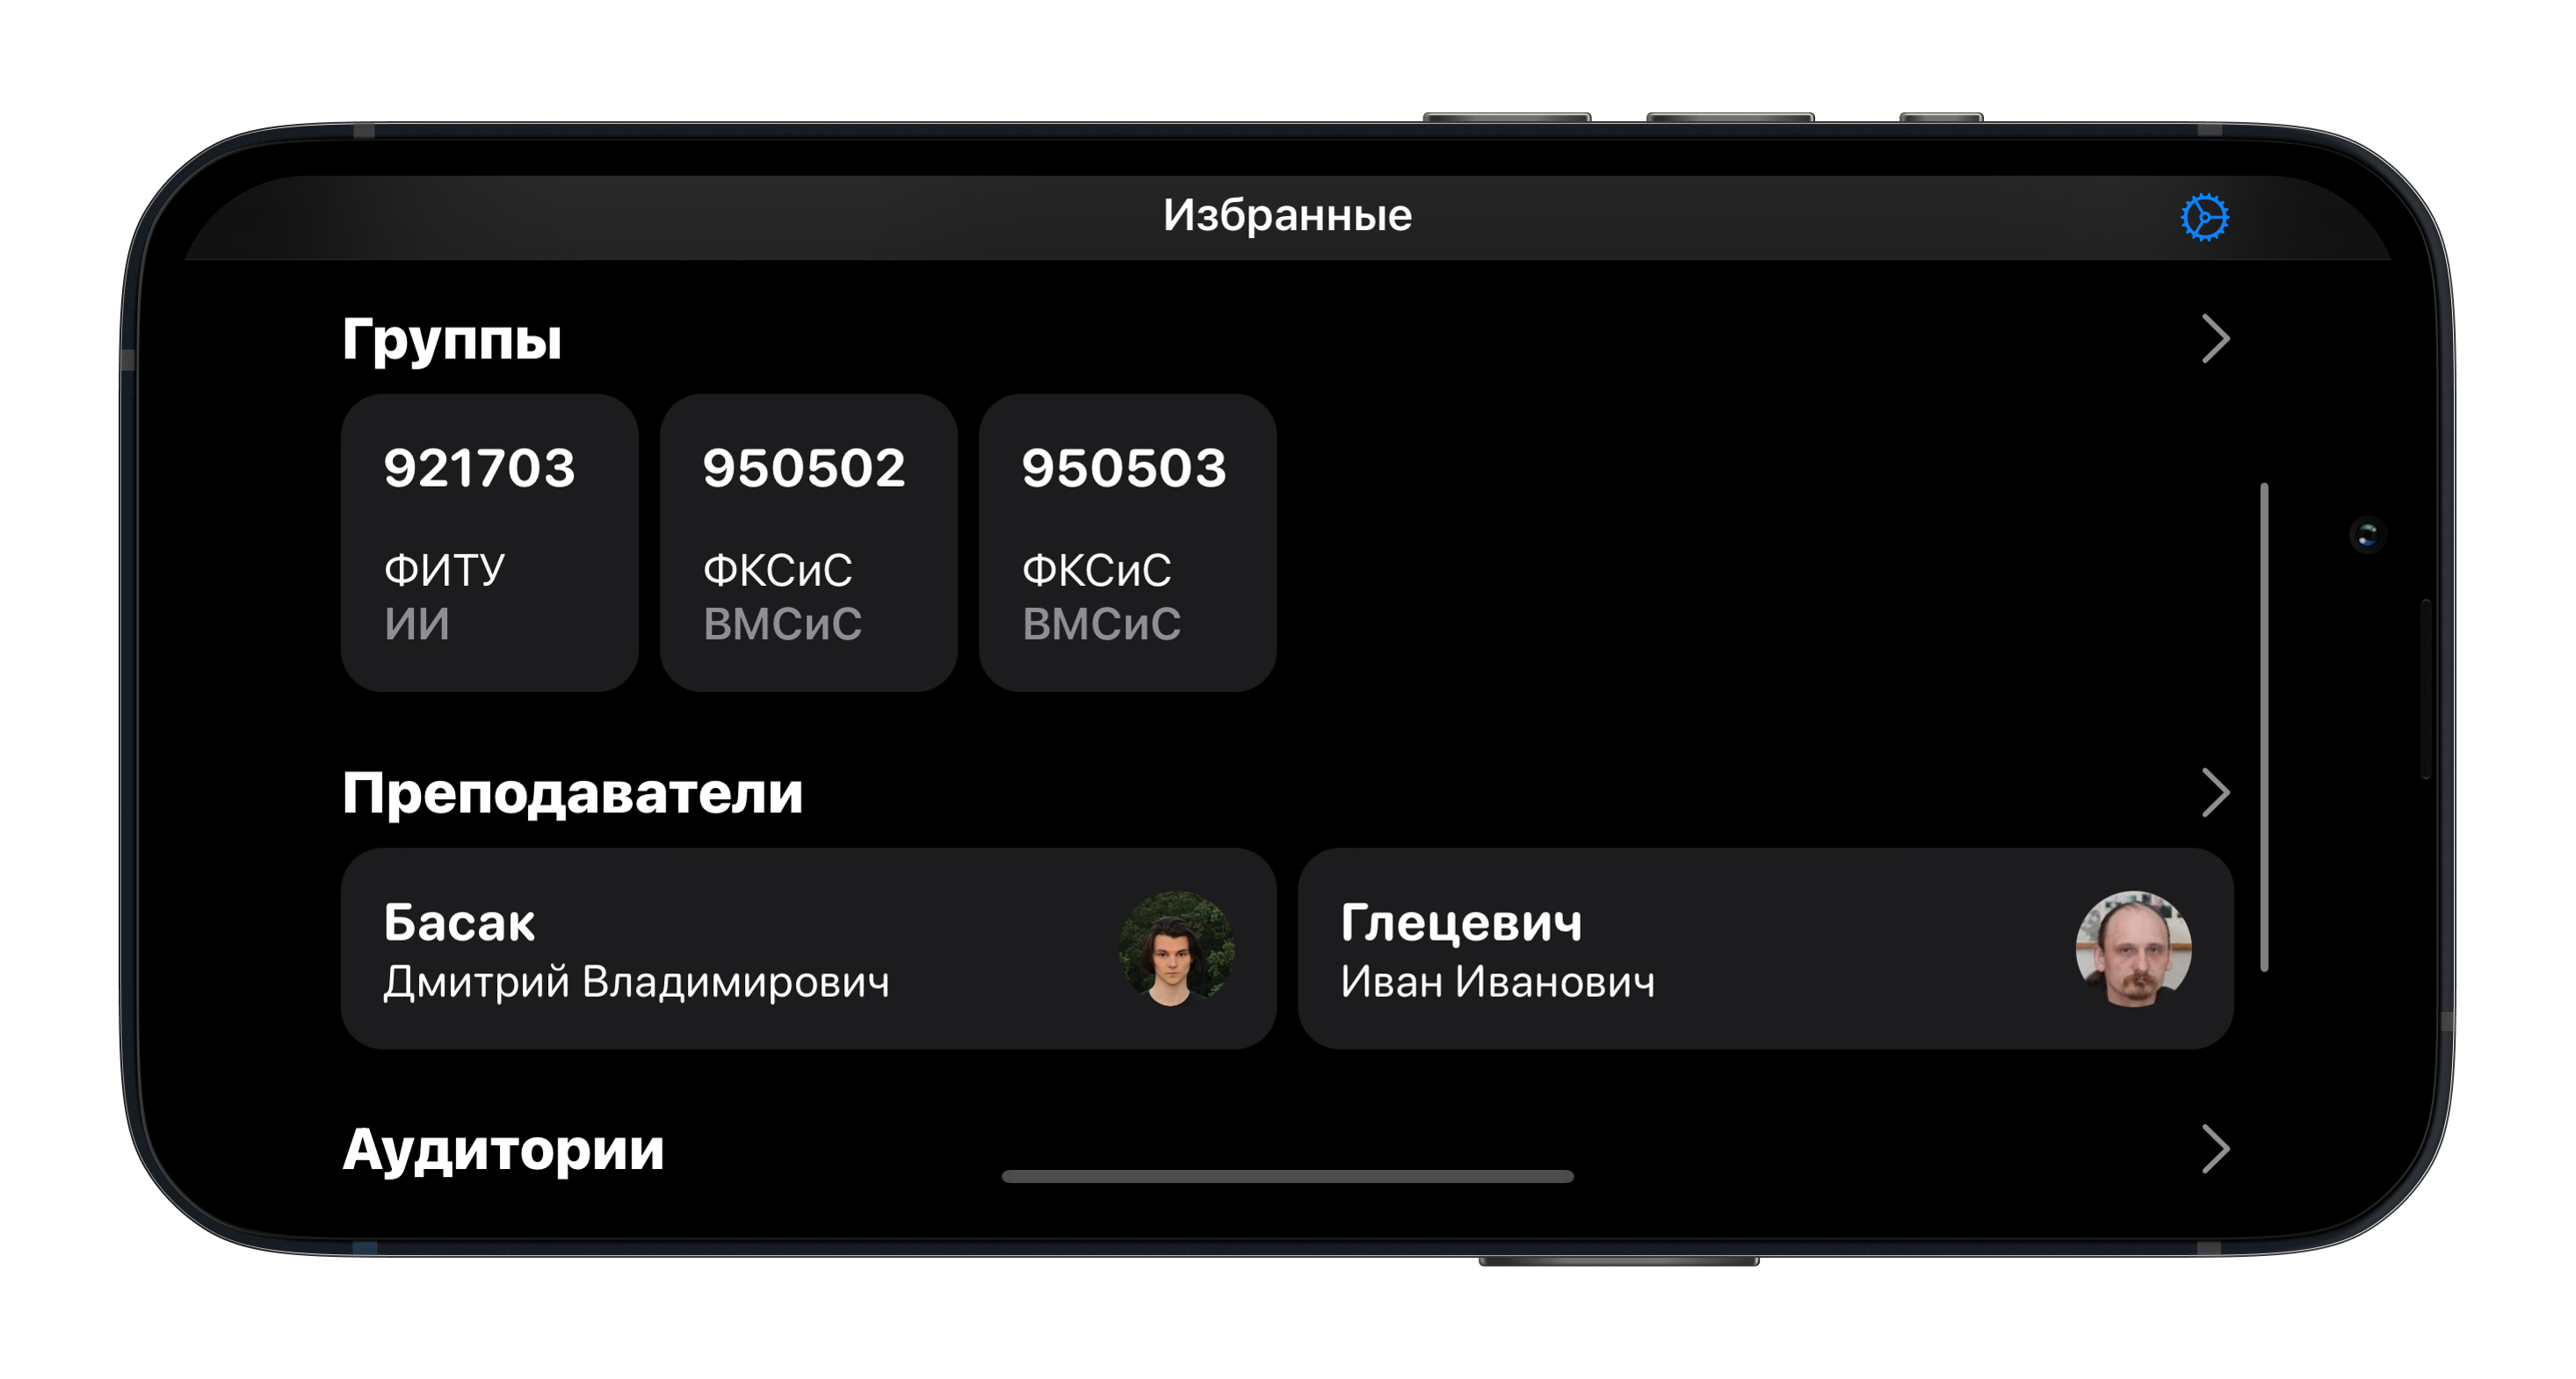 Избранные
Группы
921703
ФИТУ
ИИ
950502
ФКСиС
ВМСиС
950503
ФКСиС
ВМСиС
Преподаватели
Басак
Дмитрий Владимирович
Глецевич
Иван Иванович
Аудитории